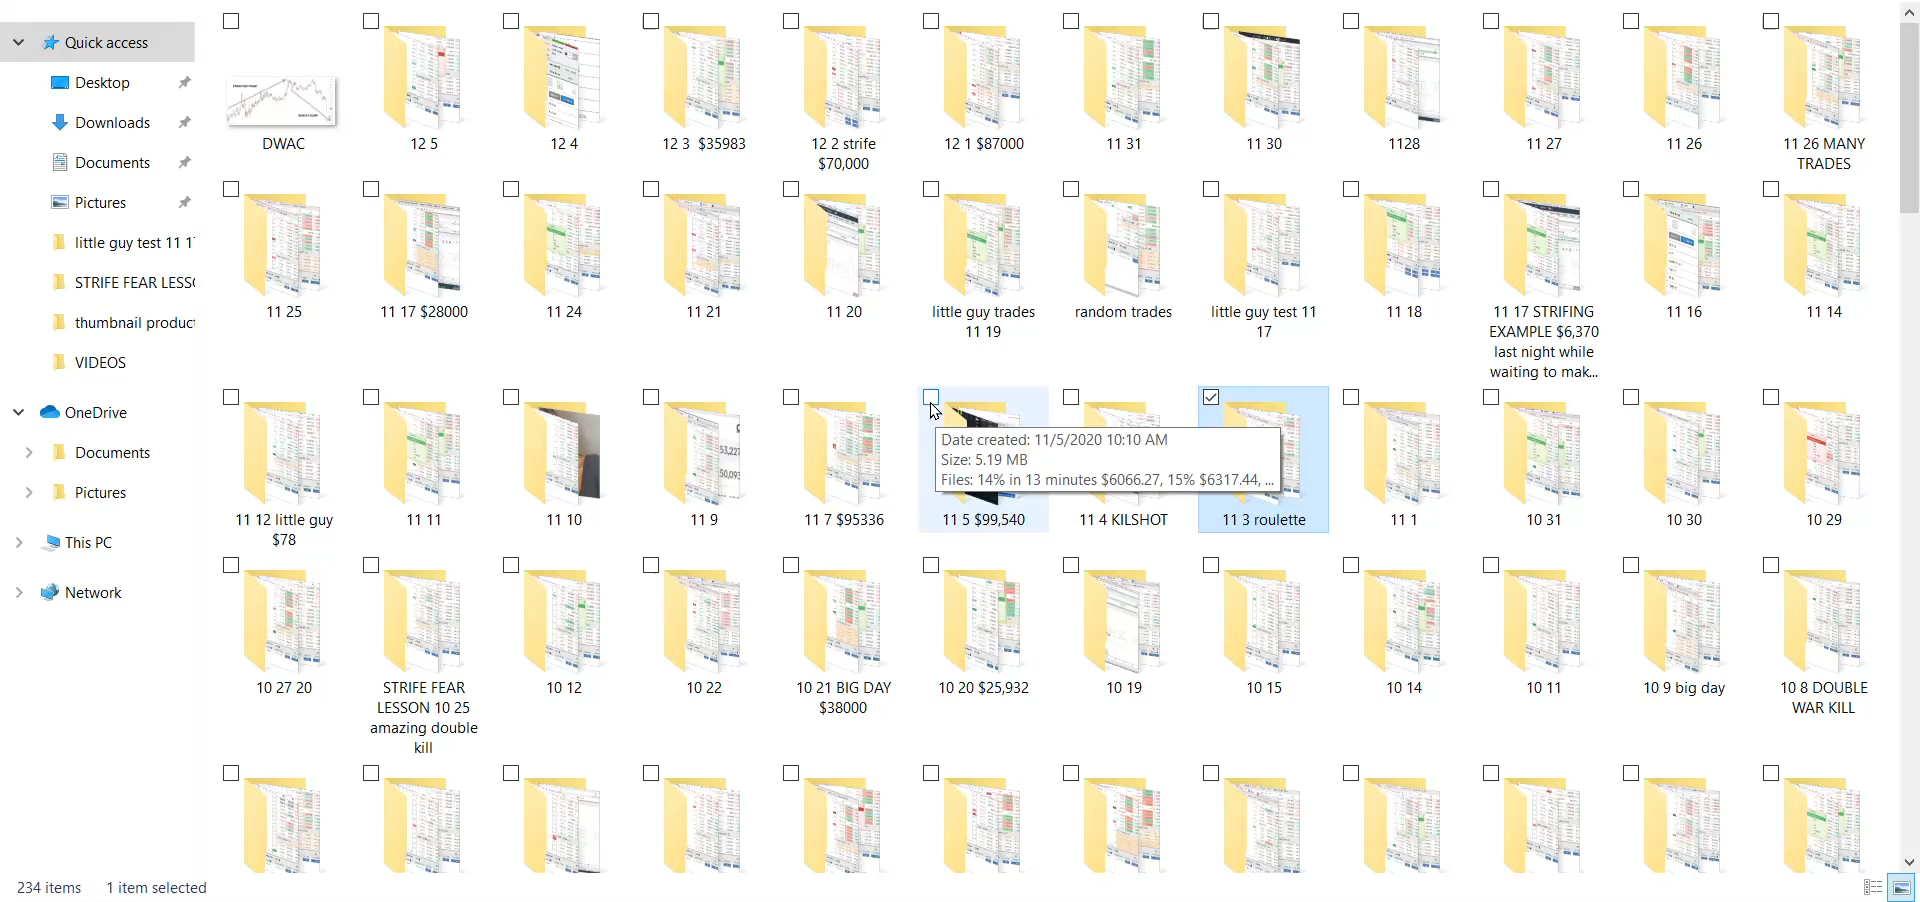 Quick access
Desktop
Downloads
Documents
Pictures
little guy test 11 17
STRIFE FEAR LESSO
thumbnail product
VIDEOS
OneDrive
Documents
Pictures
This PC
Network
DWAC
12 5
12 4
12 3 $35983
12 2 strife
$70,000
12 1 $87000
11 31
11 30
1128
11 27
11 26
11 26 MANY
TRADES
11 25
11 17 $28000
11 24
11 21
11 20
little guy trades
11 19
random trades
little guy test 11
17
11 18
11 17 STRIFING
EXAMPLE $6,370
last night while
waiting to mak...
11 16
11 14
11 12 little guy
$78
11 11
11 10
11 9
11 7 $95336
11 5 $99,540
11 4 KILSHOT
11 3 roulette
11 1
10 31
10 30
10 29
Date created: 11/5/2020 10:10 AM
Size: 5.19 MB
Files: 14% in 13 minutes $6066.27, 15% $6317.44, ...
10 27 20
STRIFE FEAR
LESSON 10 25
amazing double
kill
10 12
10 22
10 21 BIG DAY
$38000
10 20 $25,932
10 19
10 15
10 14
10 11
10 9 big day
10 8 DOUBLE
WAR KILL
234 items
1 item selected